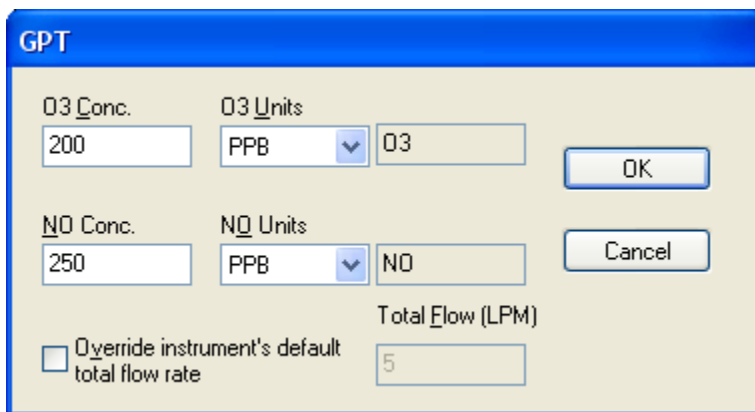 GPT
O3 Conc. O3 Units
200 PPB O3
OK
NO Conc. NO Units
250 PPB NO
Cancel
Total Flow (LPM)
Override instrument's default
total flow rate
5